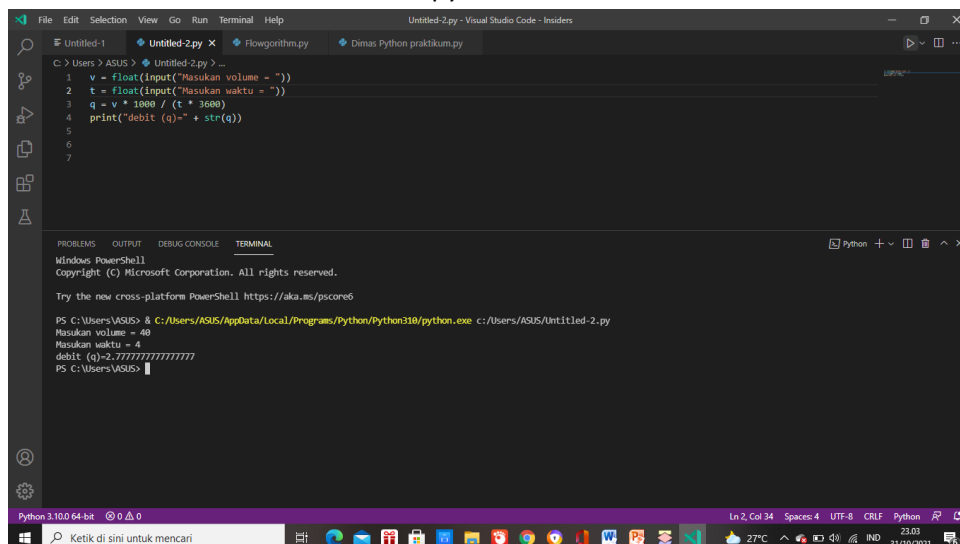 File Edit Selection View Go Run Terminal Help
Untitled-2.py - Visual Studio Code - Insiders
Untitled-1 Untitled-2.py Flowgorithm.py Dimas Python praktikum.py
C: > Users > ASUS > Untitled-2.py > ...
1 v = float(input("Masukan volume = "))
2 t = float(input("Masukan waktu = "))
3 q = v * 1000 / (t * 3600)
4 print("debit (q)=" + str(q))
5
6
7
PROBLEMS OUTPUT DEBUG CONSOLE TERMINAL
Python
Windows PowerShell
Copyright (C) Microsoft Corporation. All rights reserved.
Try the new cross-platform PowerShell https://aka.ms/pscore6
PS C:\Users\ASUS> & C:/Users/ASUS/AppData/Local/Programs/Python/Python310/python.exe c:/Users/ASUS/Untitled-2.py
Masukan volume = 40
Masukan waktu = 4
debit (q)=2.7777777777777777
PS C:\Users\ASUS>
Python 3.10.0 64-bit 0 0
Ln 2, Col 34 Spaces: 4 UTF-8 CRLF Python
Ketik di sini untuk mencari
27°C IND
23.03
31/10/2021